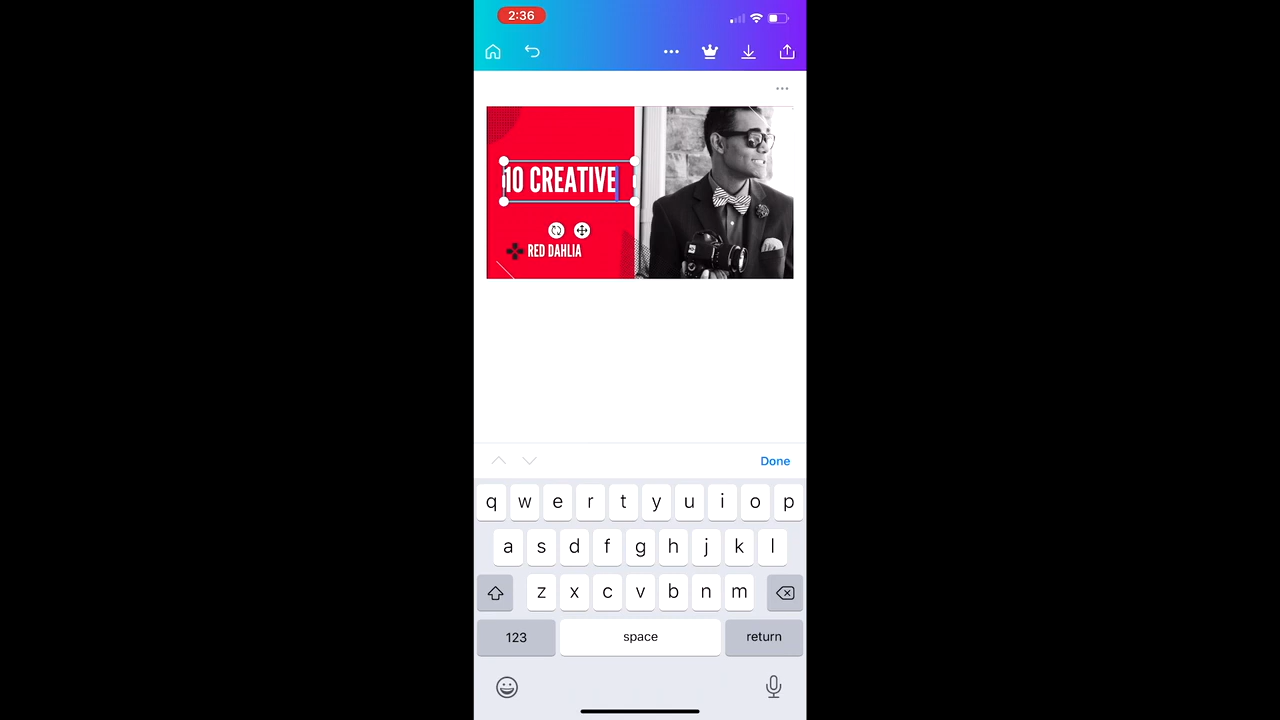 2:36
10 CREATIVE
RED DAHLIA
Done
q w e r t y u i o p
a s d f g h j k l
z x c v b n m
123 space return